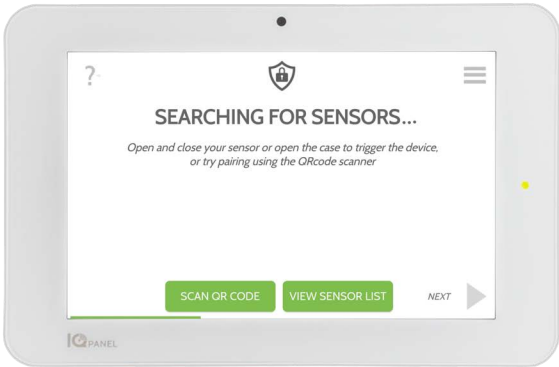 ?
SEARCHING FOR SENSORS...
Open and close your sensor or open the case to trigger the device,
or try pairing using the QRcode scanner
SCAN QR CODE
VIEW SENSOR LIST
NEXT
IQ PANEL